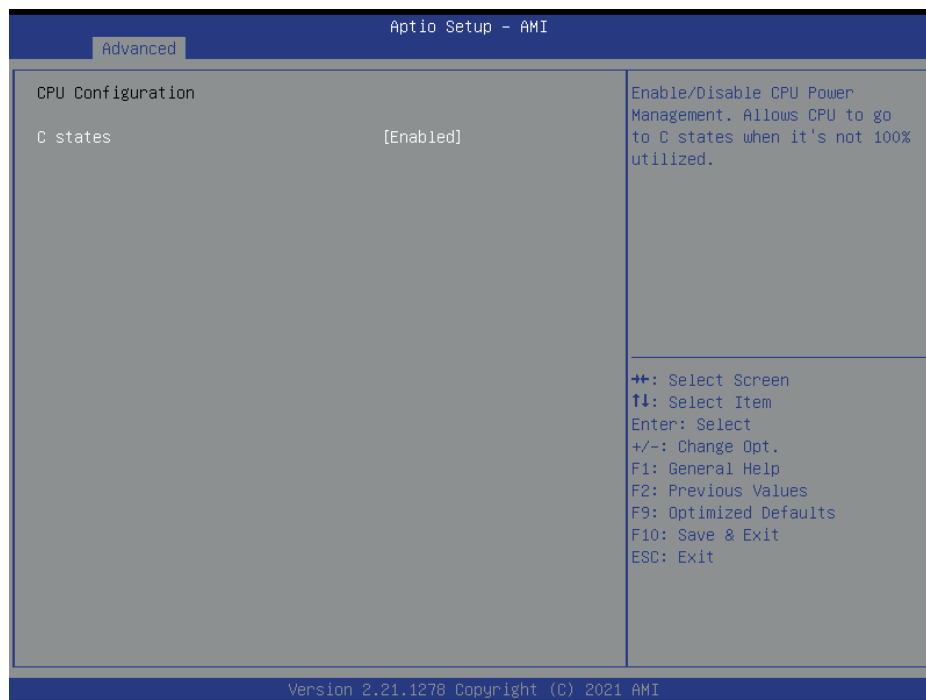 Aptio Setup – AMI
Advanced
CPU Configuration
C states [Enabled]
Enable/Disable CPU Power
Management. Allows CPU to go
to C states when it's not 100%
utilized.
→←: Select Screen
↑↓: Select Item
Enter: Select
+/-: Change Opt.
F1: General Help
F2: Previous Values
F9: Optimized Defaults
F10: Save & Exit
ESC: Exit
Version 2.21.1278 Copyright (C) 2021 AMI